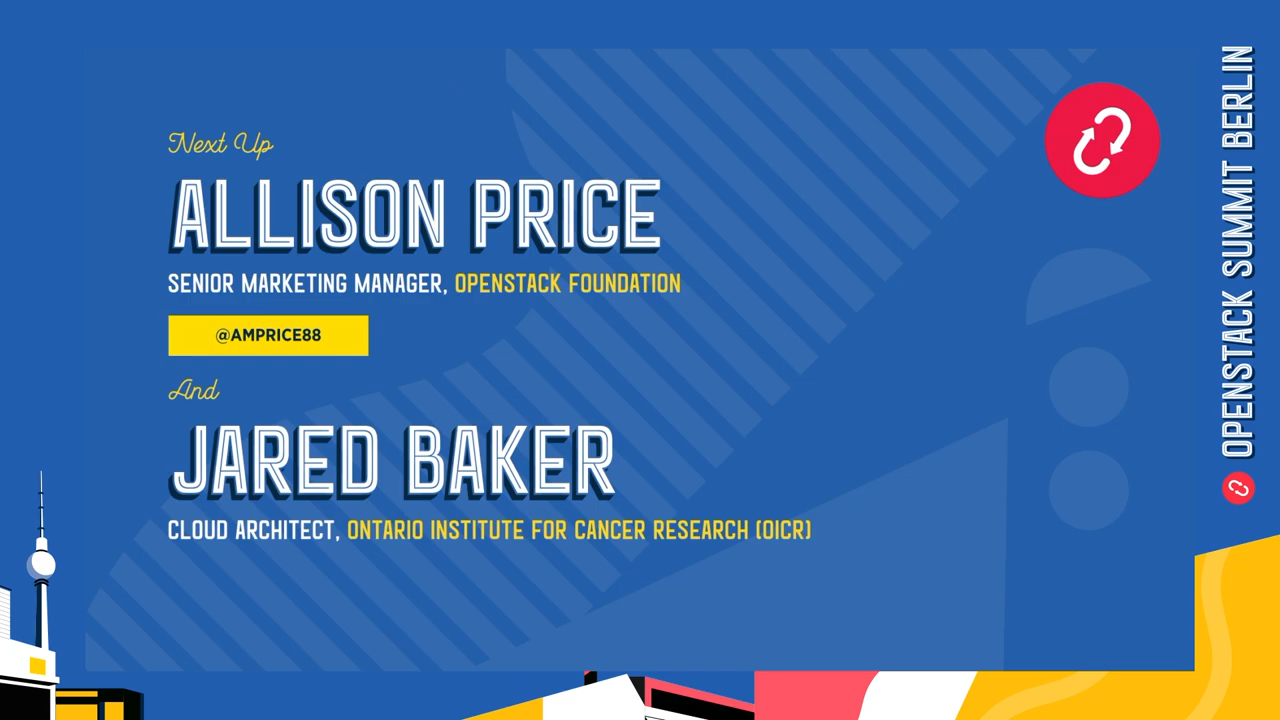 Next Up
ALLISON PRICE
SENIOR MARKETING MANAGER, OPENSTACK FOUNDATION
@AMPRICE88
And
JARED BAKER
CLOUD ARCHITECT, ONTARIO INSTITUTE FOR CANCER RESEARCH (OICR)
OPENSTACK SUMMIT BERLIN